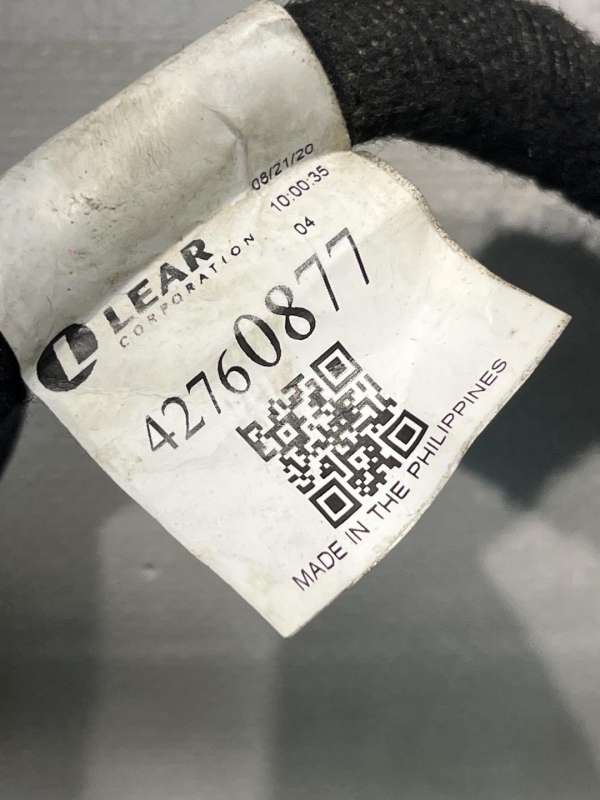 08/21/20
10:00:35
04
LEAR
CORPORATION
42760877
MADE IN THE PHILIPPINES